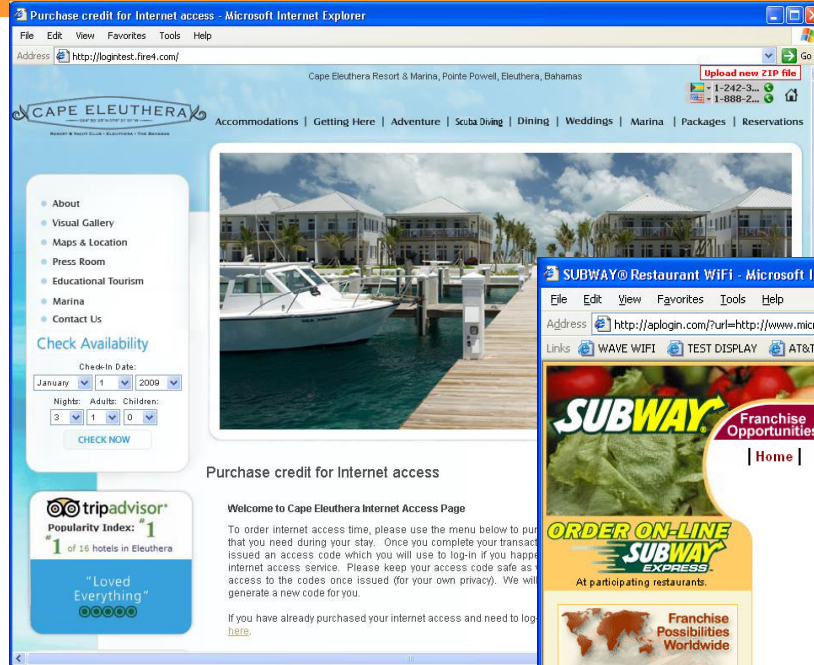 Purchase credit for Internet access - Microsoft Internet Explorer
File Edit View Favorites Tools Help
Address http://logintest.fire4.com/ Go
Cape Eleuthera Resort & Marina, Pointe Powell, Eleuthera, Bahamas
Upload new ZIP file
1-242-3...
1-888-2...
CAPE ELEUTHERA
RESORT & YACHT CLUB · ELEUTHERA · THE BAHAMAS
Accommodations | Getting Here | Adventure | Scuba Diving | Dining | Weddings | Marina | Packages | Reservations
About
Visual Gallery
Maps & Location
Press Room
Educational Tourism
Marina
Contact Us
Check Availability
Check-In Date:
January 1 2009
Nights: Adults: Children:
3 1 0
CHECK NOW
tripadvisor
Popularity Index: #1
#1 of 16 hotels in Eleuthera
"Loved
Everything"
Purchase credit for Internet access
Welcome to Cape Eleuthera Internet Access Page
To order internet access time, please use the menu below to pur
that you need during your stay. Once you complete your transact
issued an access code which you will use to log-in if you happe
internet access service. Please keep your access code safe as
access to the codes once issued (for your own privacy). We will
generate a new code for you.
If you have already purchased your internet access and need to log-
here.
SUBWAY® Restaurant WiFi - Microsoft I
File Edit View Favorites Tools Help
Address http://aplogin.com/?url=http://www.micr
Links WAVE WIFI TEST DISPLAY AT&T
SUBWAY
Franchise
Opportunities
| Home |
ORDER ON-LINE
SUBWAY
EXPRESS
At participating restaurants.
Franchise
Possibilities
Worldwide